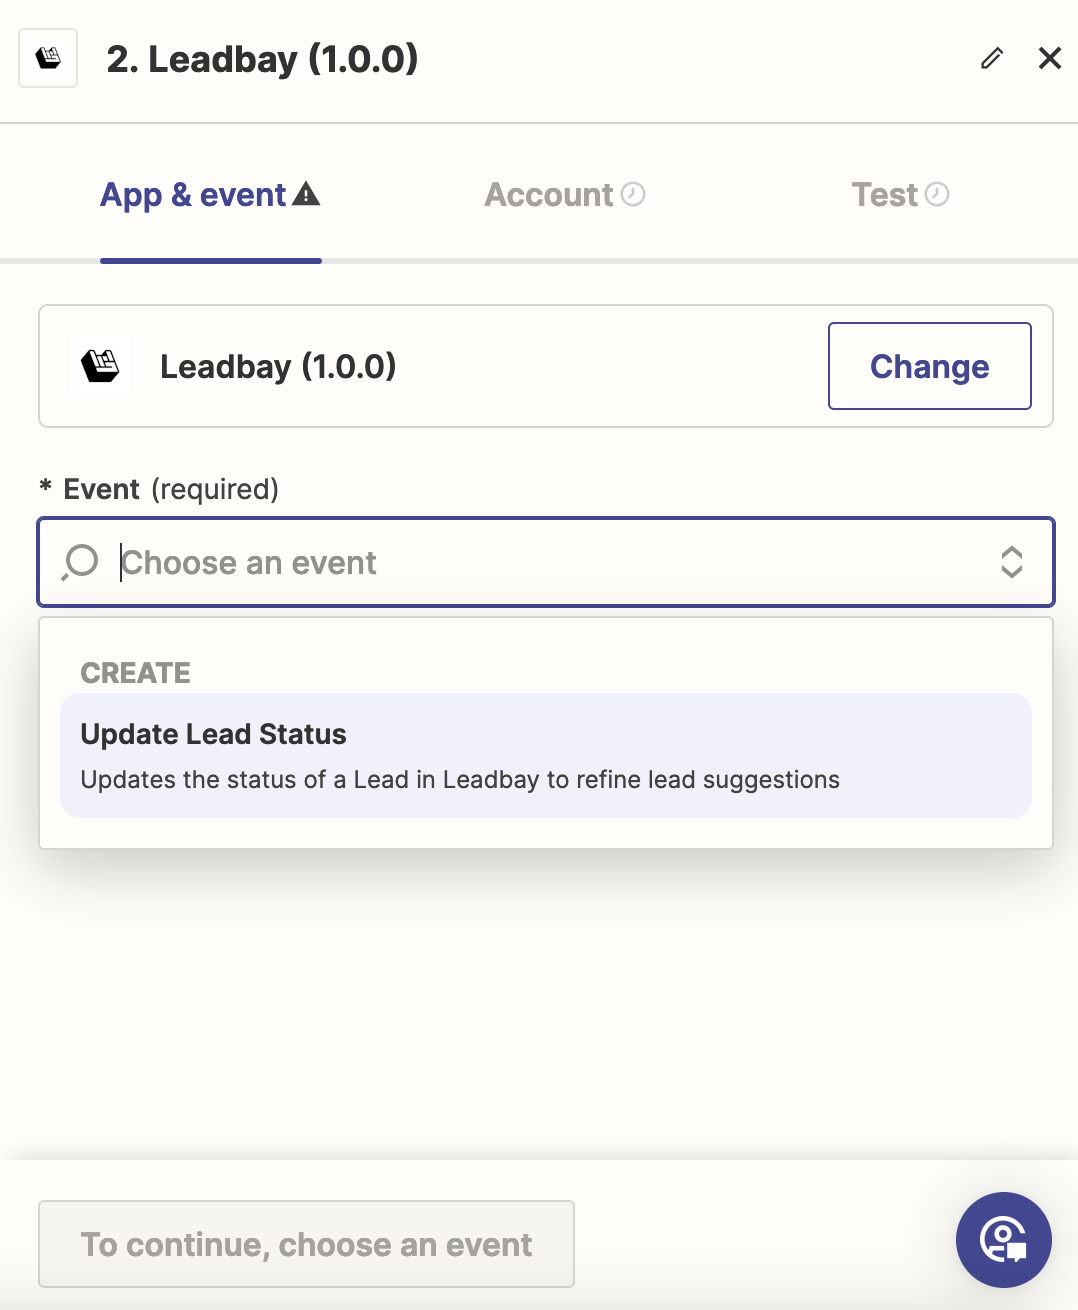 2. Leadbay (1.0.0)
App & event Account Test
Leadbay (1.0.0) Change
* Event (required)
Choose an event
CREATE
Update Lead Status
Updates the status of a Lead in Leadbay to refine lead suggestions
To continue, choose an event